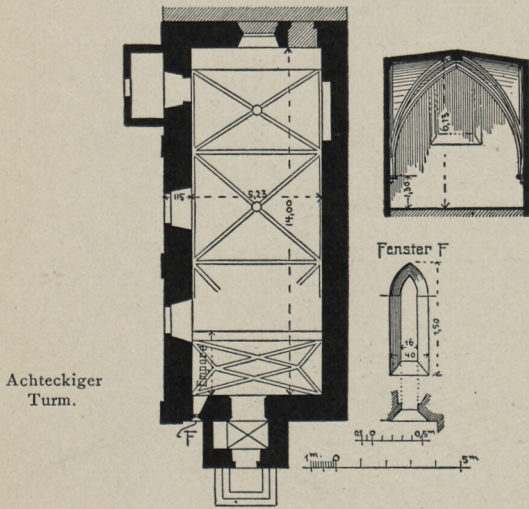 6,13
1,30
115
5,23
14,00
Fenster F
1,50
16
40
Achteckiger
Turm.
Empore
F
0,1 0 0,5m
1m. 0 5m